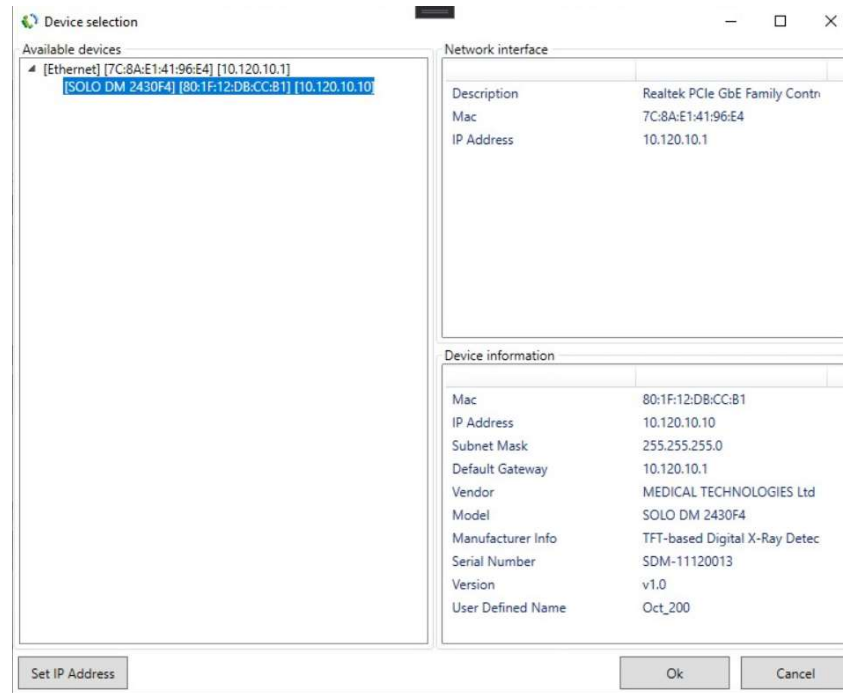 Device selection
Available devices
[Ethernet] [7C:8A:E1:41:96:E4] [10.120.10.1]
[SOLO DM 2430F4] [80:1F:12:DB:CC:B1] [10.120.10.10]
Network interface
Description Realtek PCIe GbE Family Contr
Mac 7C:8A:E1:41:96:E4
IP Address 10.120.10.1
Device information
Mac 80:1F:12:DB:CC:B1
IP Address 10.120.10.10
Subnet Mask 255.255.255.0
Default Gateway 10.120.10.1
Vendor MEDICAL TECHNOLOGIES Ltd
Model SOLO DM 2430F4
Manufacturer Info TFT-based Digital X-Ray Detec
Serial Number SDM-11120013
Version v1.0
User Defined Name Oct_200
Set IP Address
Ok
Cancel